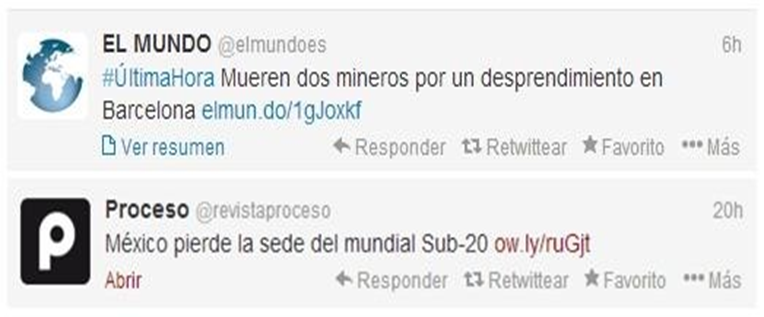 EL MUNDO @elmundoes 6h
#ÚltimaHora Mueren dos mineros por un desprendimiento en
Barcelona elmun.do/1gJoxkf
Ver resumen Responder Retwittear Favorito Más
Proceso @revistaproceso 20h
México pierde la sede del mundial Sub-20 ow.ly/ruGjt
Abrir Responder Retwittear Favorito Más